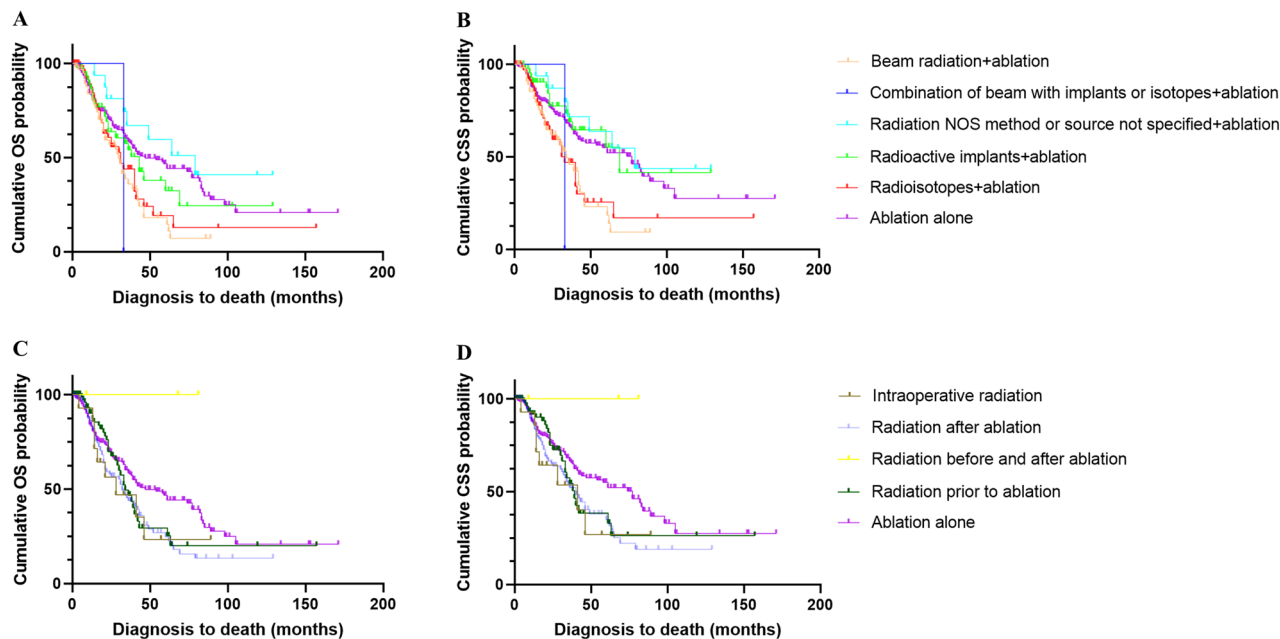 A
Cumulative OS probability
100
50
0
0 50 100 150 200
Diagnosis to death (months)
B
Cumulative CSS probability
100
50
0
0 50 100 150 200
Diagnosis to death (months)
Beam radiation+ablation
Combination of beam with implants or isotopes+ablation
Radiation NOS method or source not specified+ablation
Radioactive implants+ablation
Radioisotopes+ablation
Ablation alone
C
Cumulative OS probability
100
50
0
0 50 100 150 200
Diagnosis to death (months)
D
Cumulative CSS probability
100
50
0
0 50 100 150 200
Diagnosis to death (months)
Intraoperative radiation
Radiation after ablation
Radiation before and after ablation
Radiation prior to ablation
Ablation alone